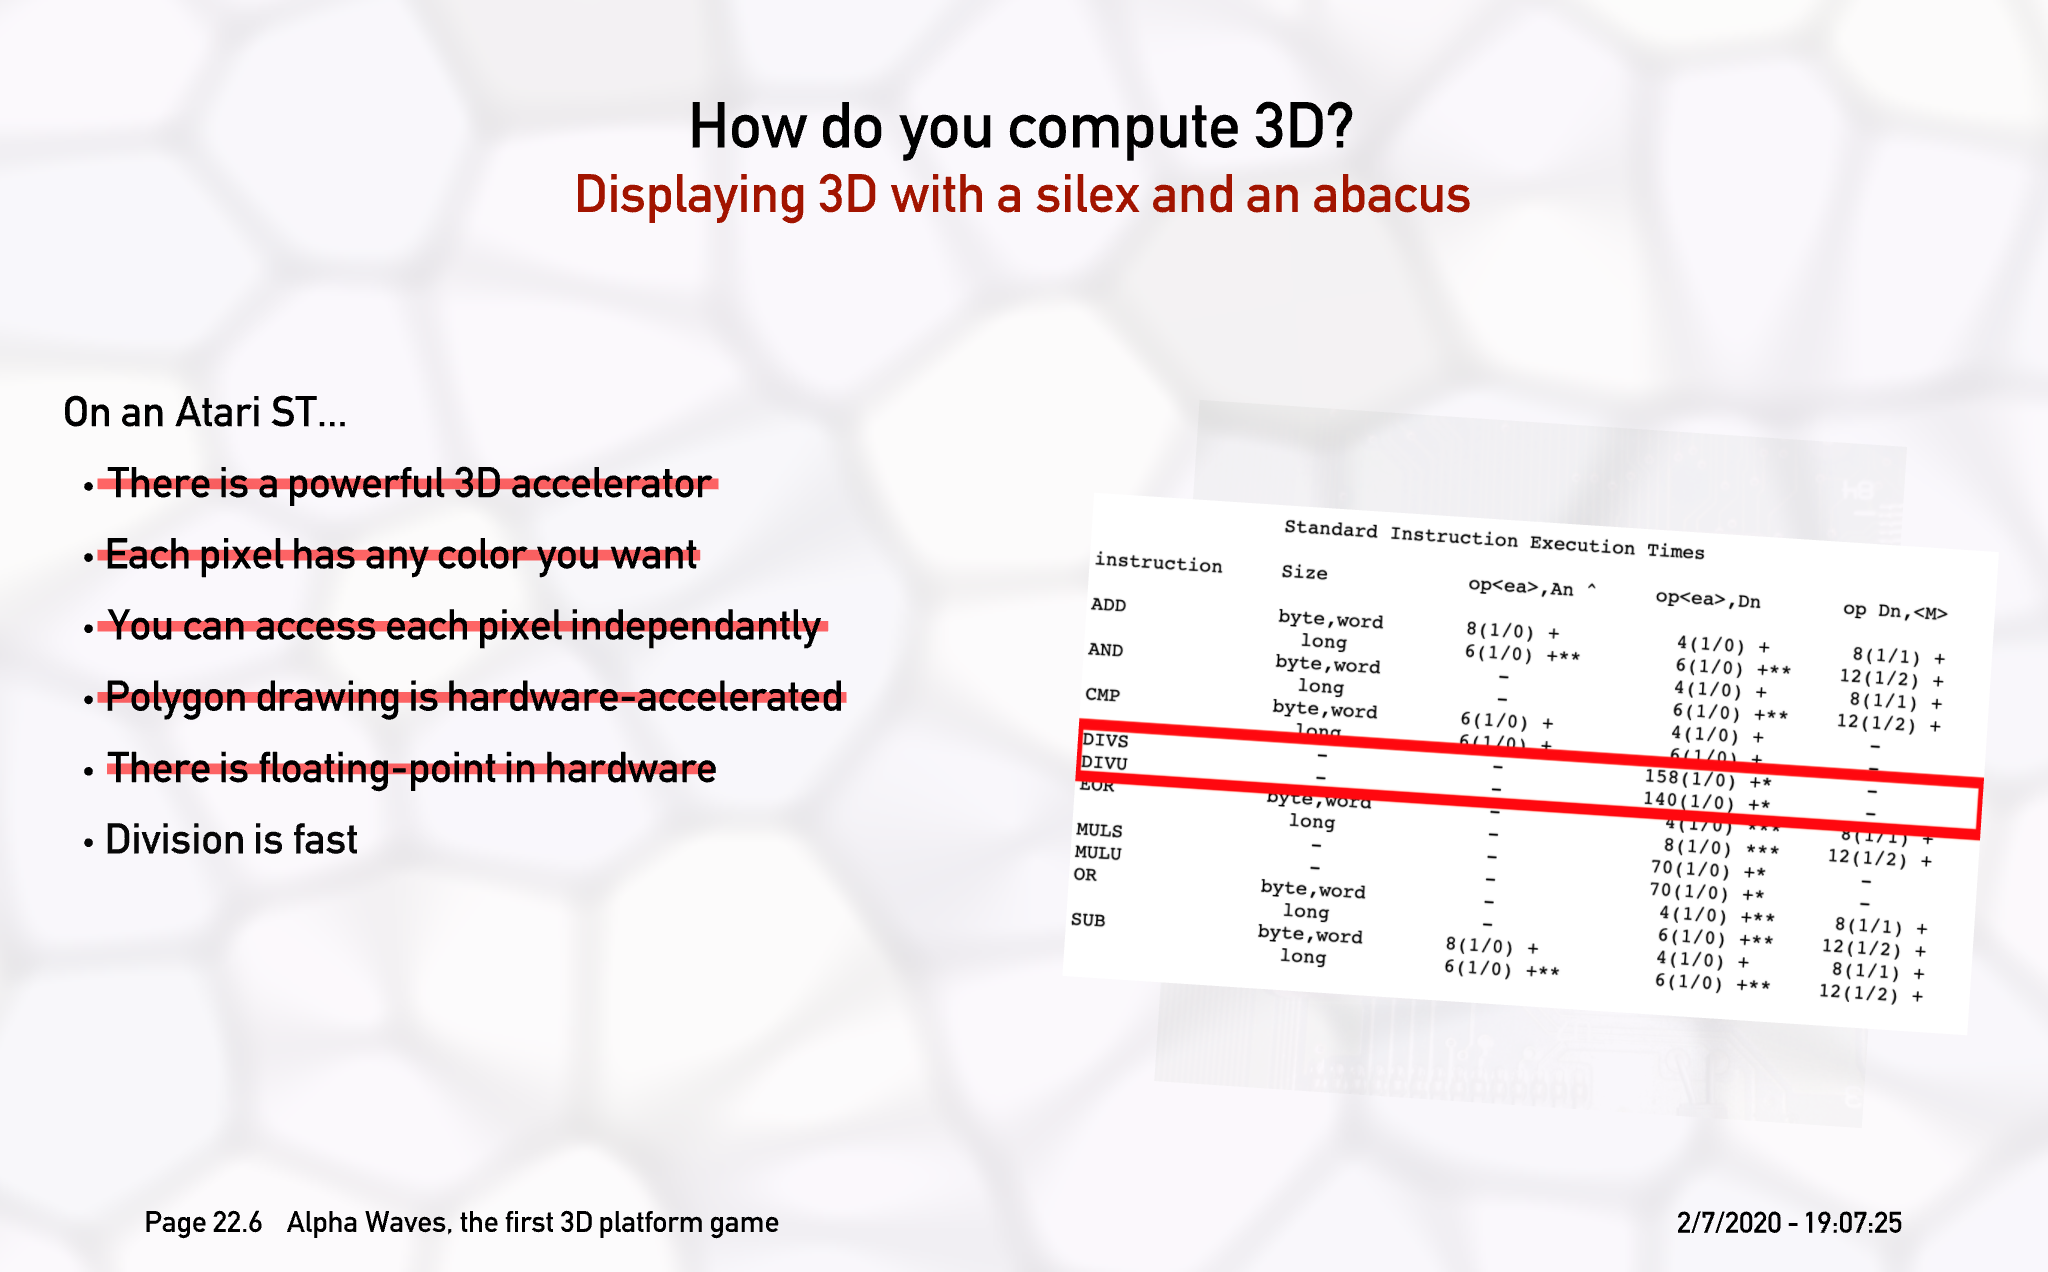 How do you compute 3D?
Displaying 3D with a silex and an abacus
On an Atari ST...
• There is a powerful 3D accelerator
• Each pixel has any color you want
• You can access each pixel independantly
• Polygon drawing is hardware-accelerated
• There is floating-point in hardware
• Division is fast
Standard Instruction Execution Times
instruction Size op<ea>,An ^ op<ea>,Dn op Dn,<M>
ADD byte,word 8(1/0) + 4(1/0) + 8(1/1) +
long 6(1/0) +** 6(1/0) +** 12(1/2) +
AND byte,word - 4(1/0) + 8(1/1) +
long - 6(1/0) +** 12(1/2) +
CMP byte,word 6(1/0) + 4(1/0) + -
long 6(1/0) + 6(1/0) + -
DIVS - - 158(1/0) +* -
DIVU - - 140(1/0) +* -
EOR byte,word - 4(1/0) *** 8(1/1) +
long - 8(1/0) *** 12(1/2) +
MULS - - 70(1/0) +* -
MULU - - 70(1/0) +* -
OR byte,word - 4(1/0) +** 8(1/1) +
long - 6(1/0) +** 12(1/2) +
SUB byte,word 8(1/0) + 4(1/0) + 8(1/1) +
long 6(1/0) +** 6(1/0) +** 12(1/2) +
Page 22.6 Alpha Waves, the first 3D platform game
2/7/2020 - 19:07:25